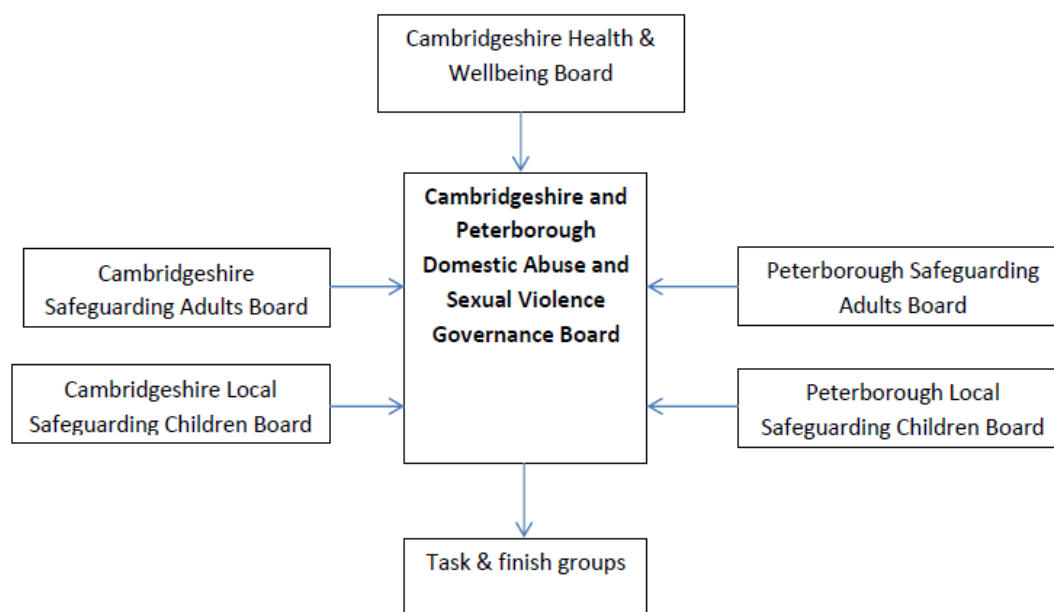 Cambridgeshire Health &
Wellbeing Board
Cambridgeshire and
Peterborough
Domestic Abuse and
Sexual Violence
Governance Board
Cambridgeshire
Safeguarding Adults Board
Peterborough Safeguarding
Adults Board
Cambridgeshire Local
Safeguarding Children Board
Peterborough Local
Safeguarding Children Board
Task & finish groups